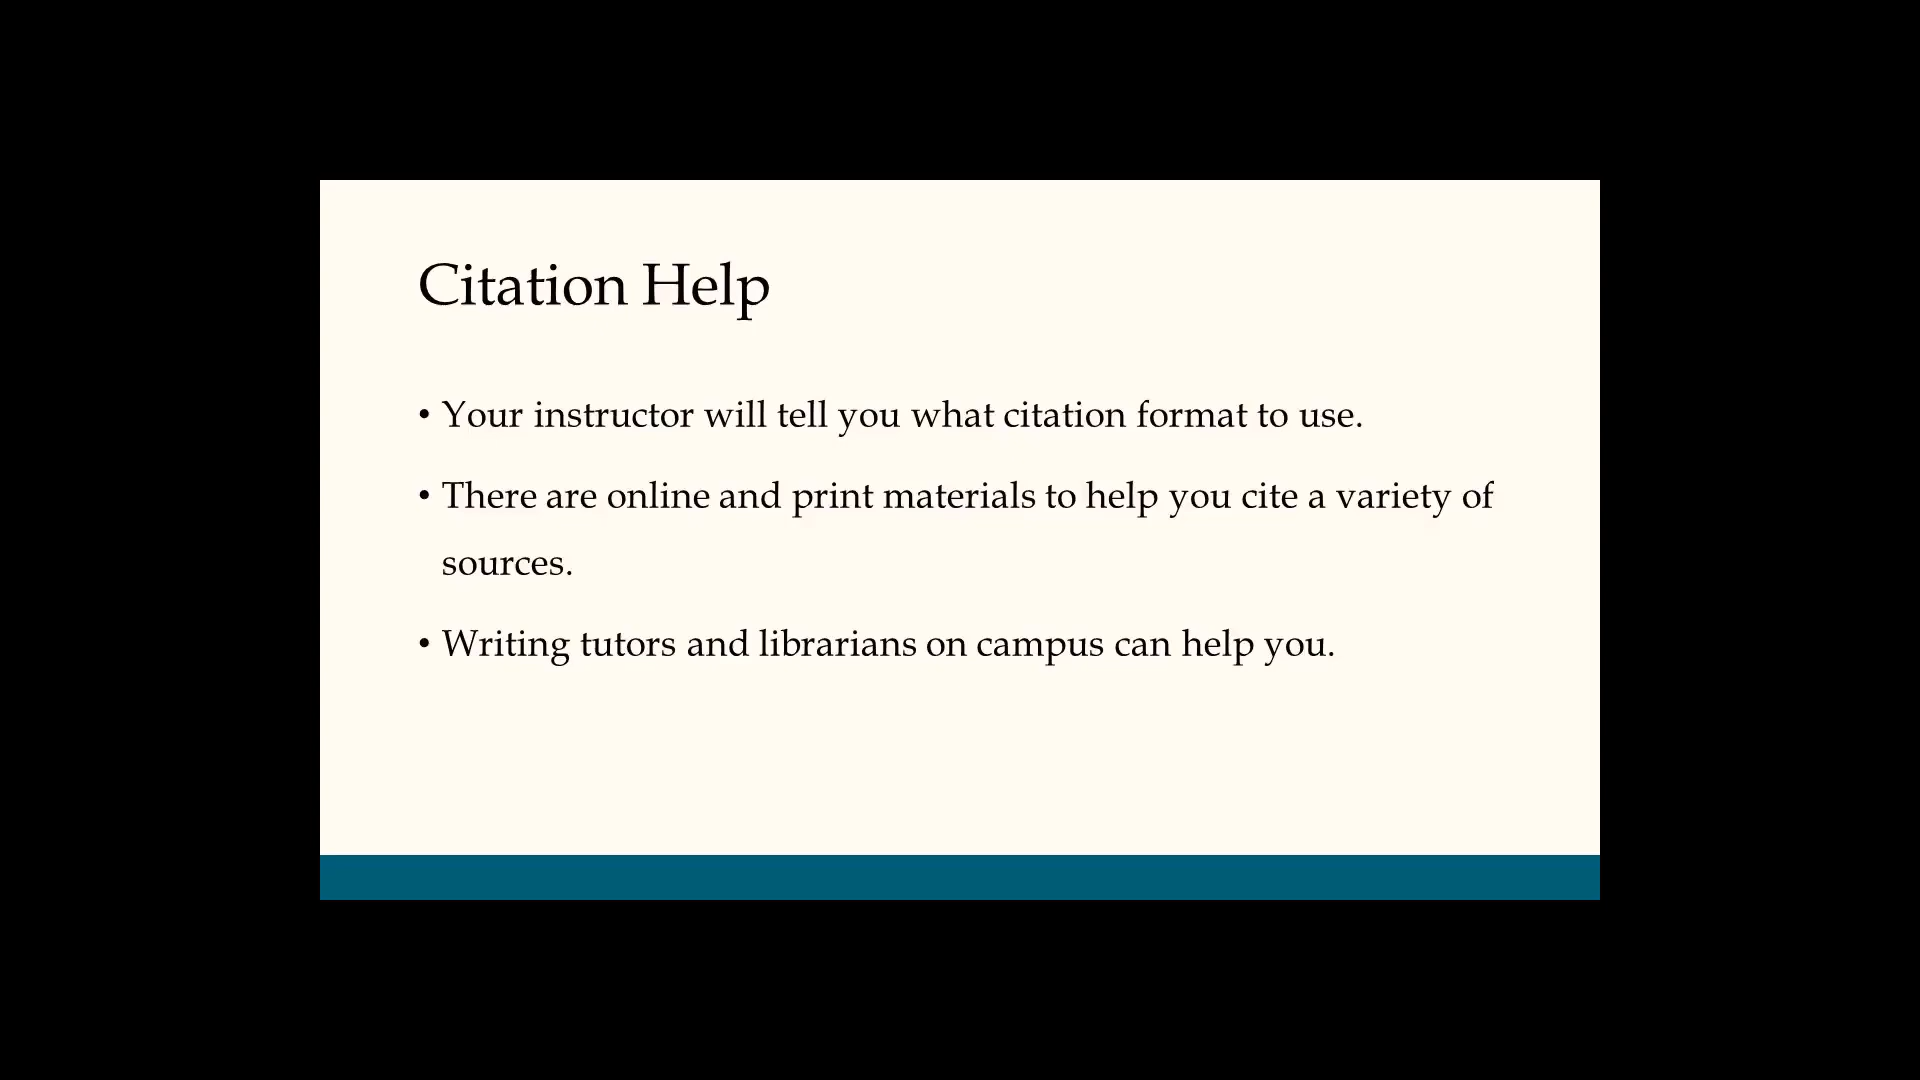 Citation Help
• Your instructor will tell you what citation format to use.
• There are online and print materials to help you cite a variety of
sources.
• Writing tutors and librarians on campus can help you.